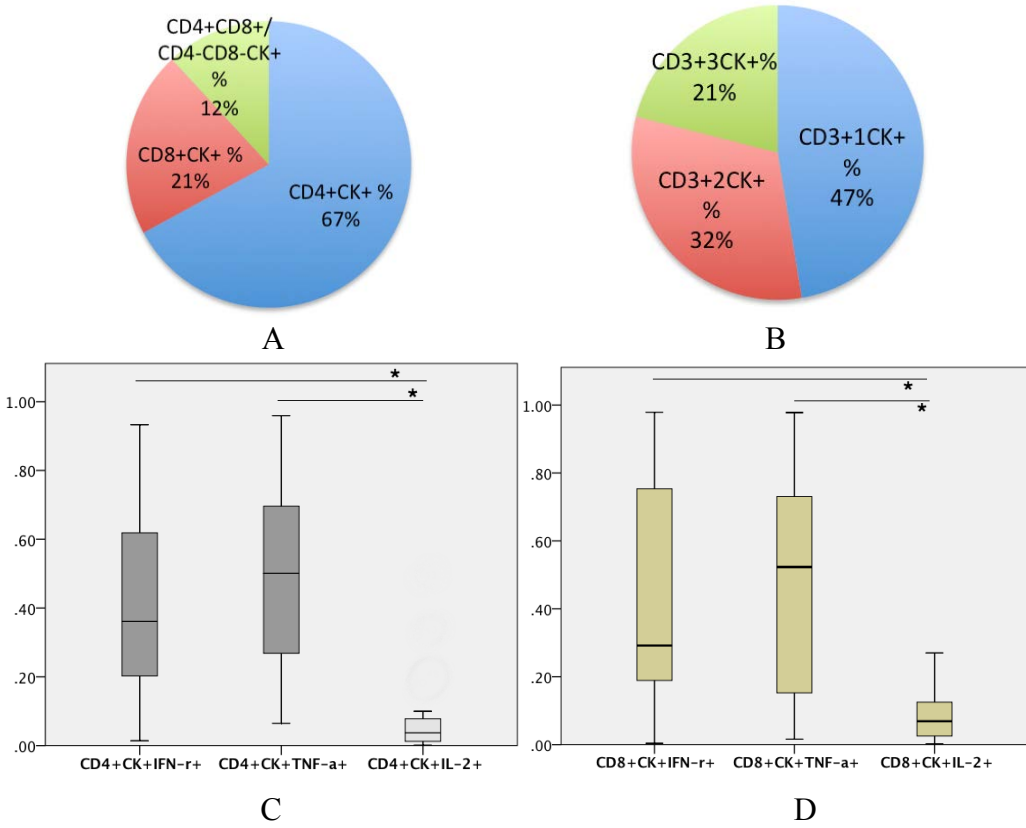 CD4+CD8+/
CD4-CD8-CK+
%
12%
CD8+CK+ %
21%
CD4+CK+ %
67%
A
CD3+3CK+%
21%
CD3+1CK+
%
47%
CD3+2CK+
%
32%
B
*
*
1.00
.80
.60
.40
.20
.00
CD4+CK+IFN-r+ CD4+CK+TNF-a+ CD4+CK+IL-2+
C
*
*
1.00
.80
.60
.40
.20
.00
CD8+CK+IFN-r+ CD8+CK+TNF-a+ CD8+CK+IL-2+
D